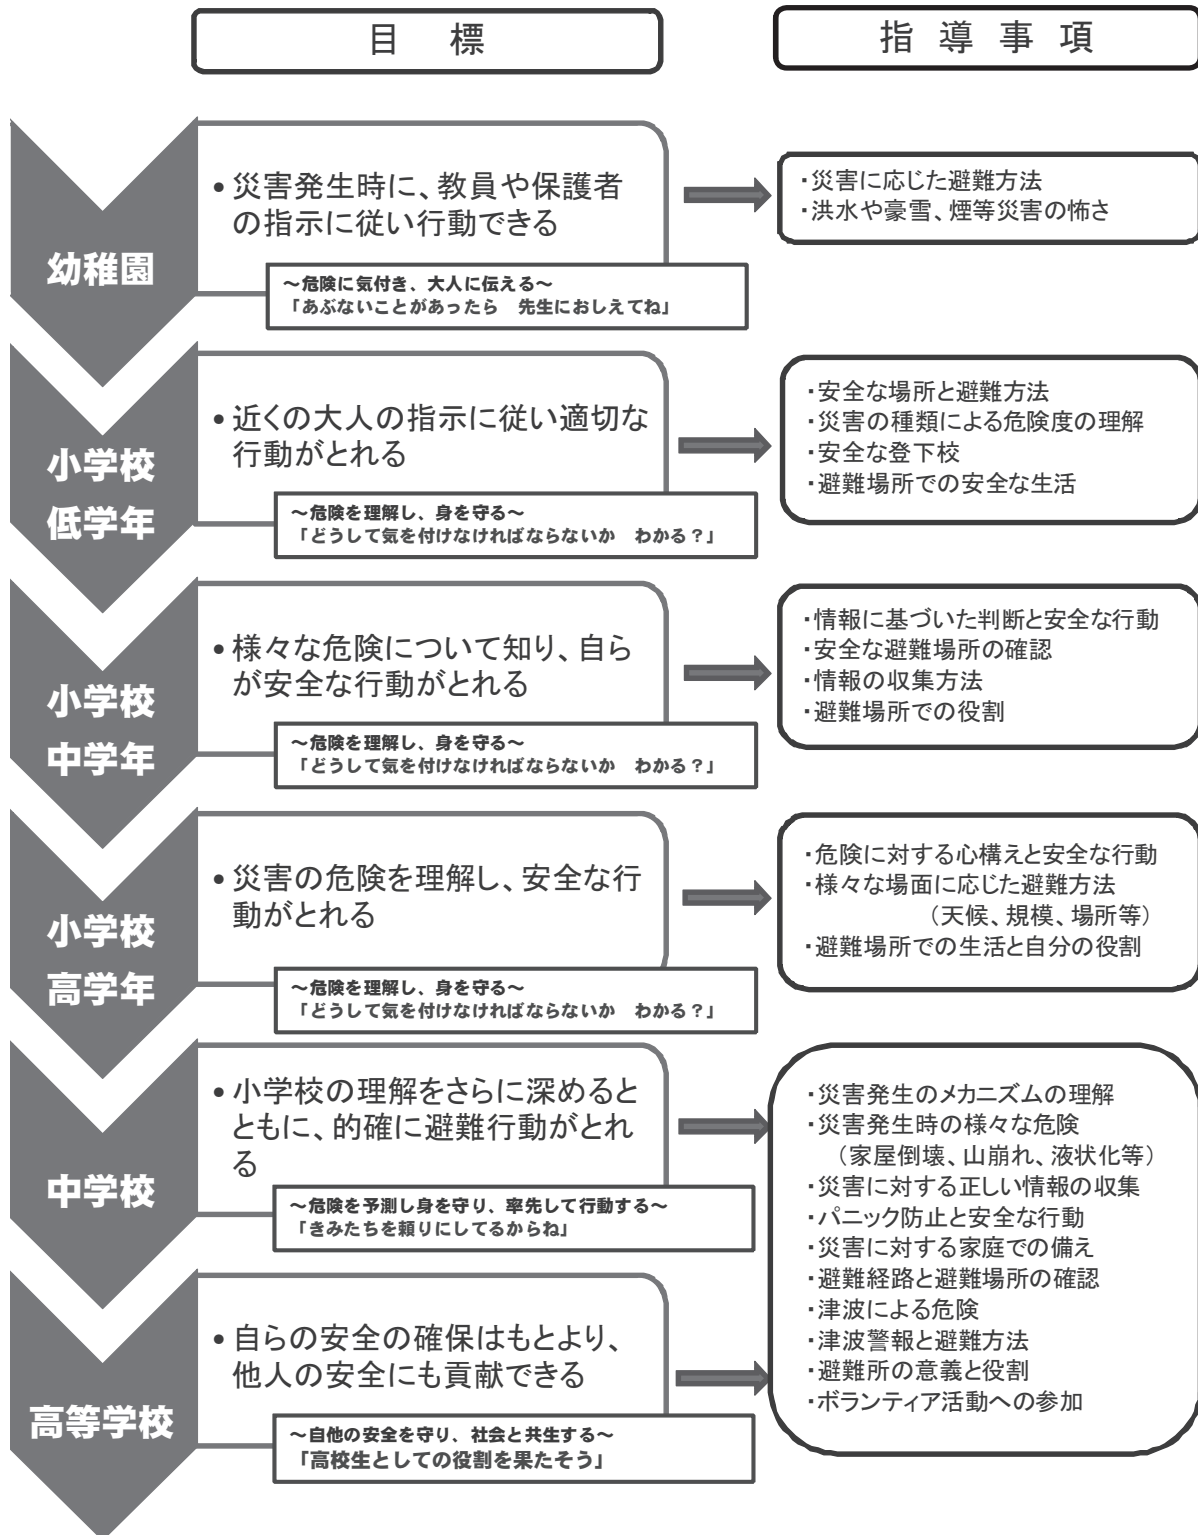 目　標
指 導 事 項
幼稚園
• 災害発生時に、教員や保護者
の指示に従い行動できる
～危険に気付き、大人に伝える～
「あぶないことがあったら　先生におしえてね」
・災害に応じた避難方法
・洪水や豪雪、煙等災害の怖さ
小学校
低学年
• 近くの大人の指示に従い適切な
行動がとれる
～危険を理解し、身を守る～
「どうして気を付けなければならないか　わかる？」
・安全な場所と避難方法
・災害の種類による危険度の理解
・安全な登下校
・避難場所での安全な生活
小学校
中学年
• 様々な危険について知り、自ら
が安全な行動がとれる
～危険を理解し、身を守る～
「どうして気を付けなければならないか　わかる？」
・情報に基づいた判断と安全な行動
・安全な避難場所の確認
・情報の収集方法
・避難場所での役割
小学校
高学年
• 災害の危険を理解し、安全な行
動がとれる
～危険を理解し、身を守る～
「どうして気を付けなければならないか　わかる？」
・危険に対する心構えと安全な行動
・様々な場面に応じた避難方法
（天候、規模、場所等）
・避難場所での生活と自分の役割
中学校
• 小学校の理解をさらに深めると
ともに、的確に避難行動がとれ
る
～危険を予測し身を守り、率先して行動する～
「きみたちを頼りにしてるからね」
高等学校
• 自らの安全の確保はもとより、
他人の安全にも貢献できる
～自他の安全を守り、社会と共生する～
「高校生としての役割を果たそう」
・災害発生のメカニズムの理解
・災害発生時の様々な危険
（家屋倒壊、山崩れ、液状化等）
・災害に対する正しい情報の収集
・パニック防止と安全な行動
・災害に対する家庭での備え
・避難経路と避難場所の確認
・津波による危険
・津波警報と避難方法
・避難所の意義と役割
・ボランティア活動への参加